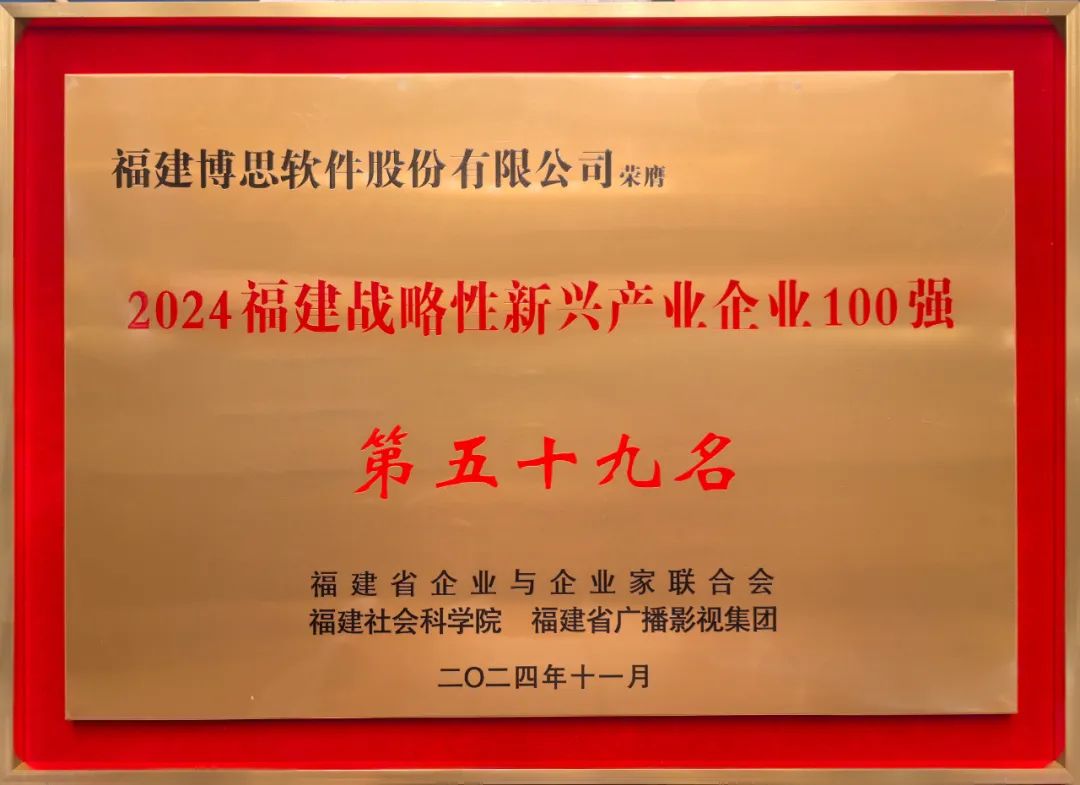 福建博思软件股份有限公司荣膺
2024福建战略性新兴产业企业100强
第五十九名
福建省企业与企业家联合会
福建社会科学院 福建省广播影视集团
二〇二四年十一月